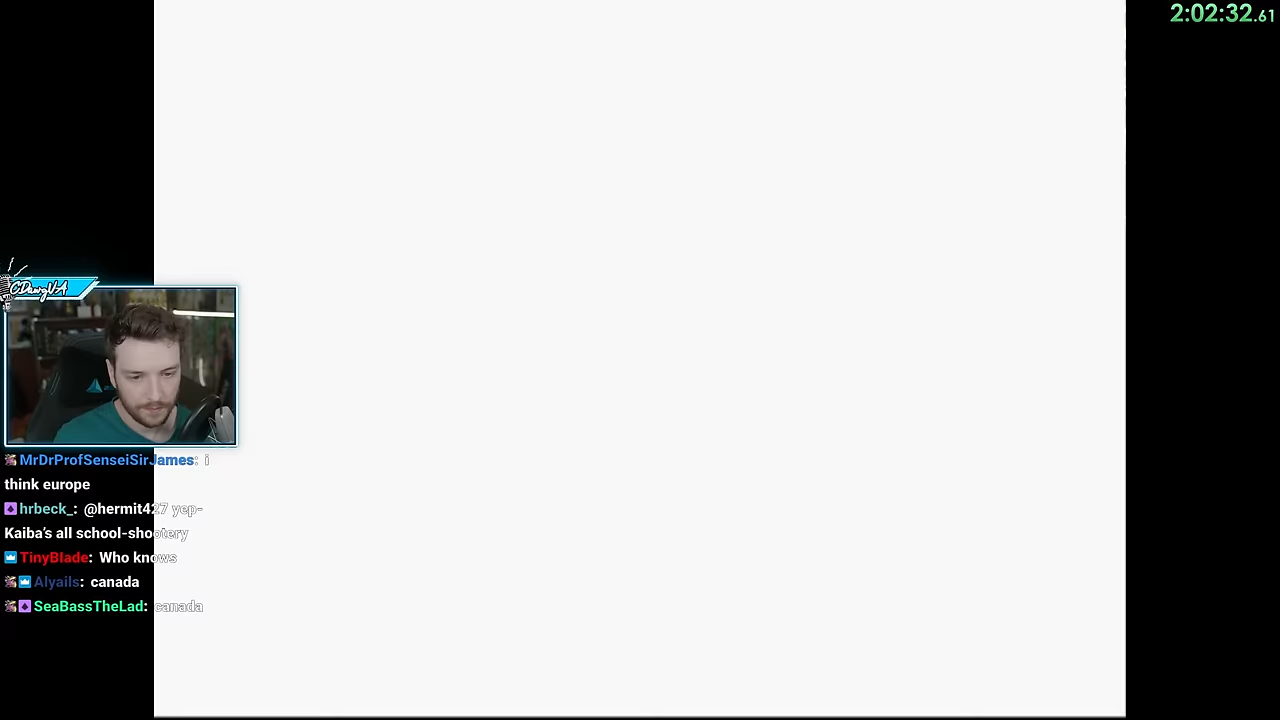 2:02:32.61
CDawgVA
MrDrProfSenseiSirJames: i
think europe
hrbeck_: @hermit427 yep-
Kaiba’s all school-shootery
TinyBlade: Who knows
Alyails: canada
SeaBassTheLad: canada